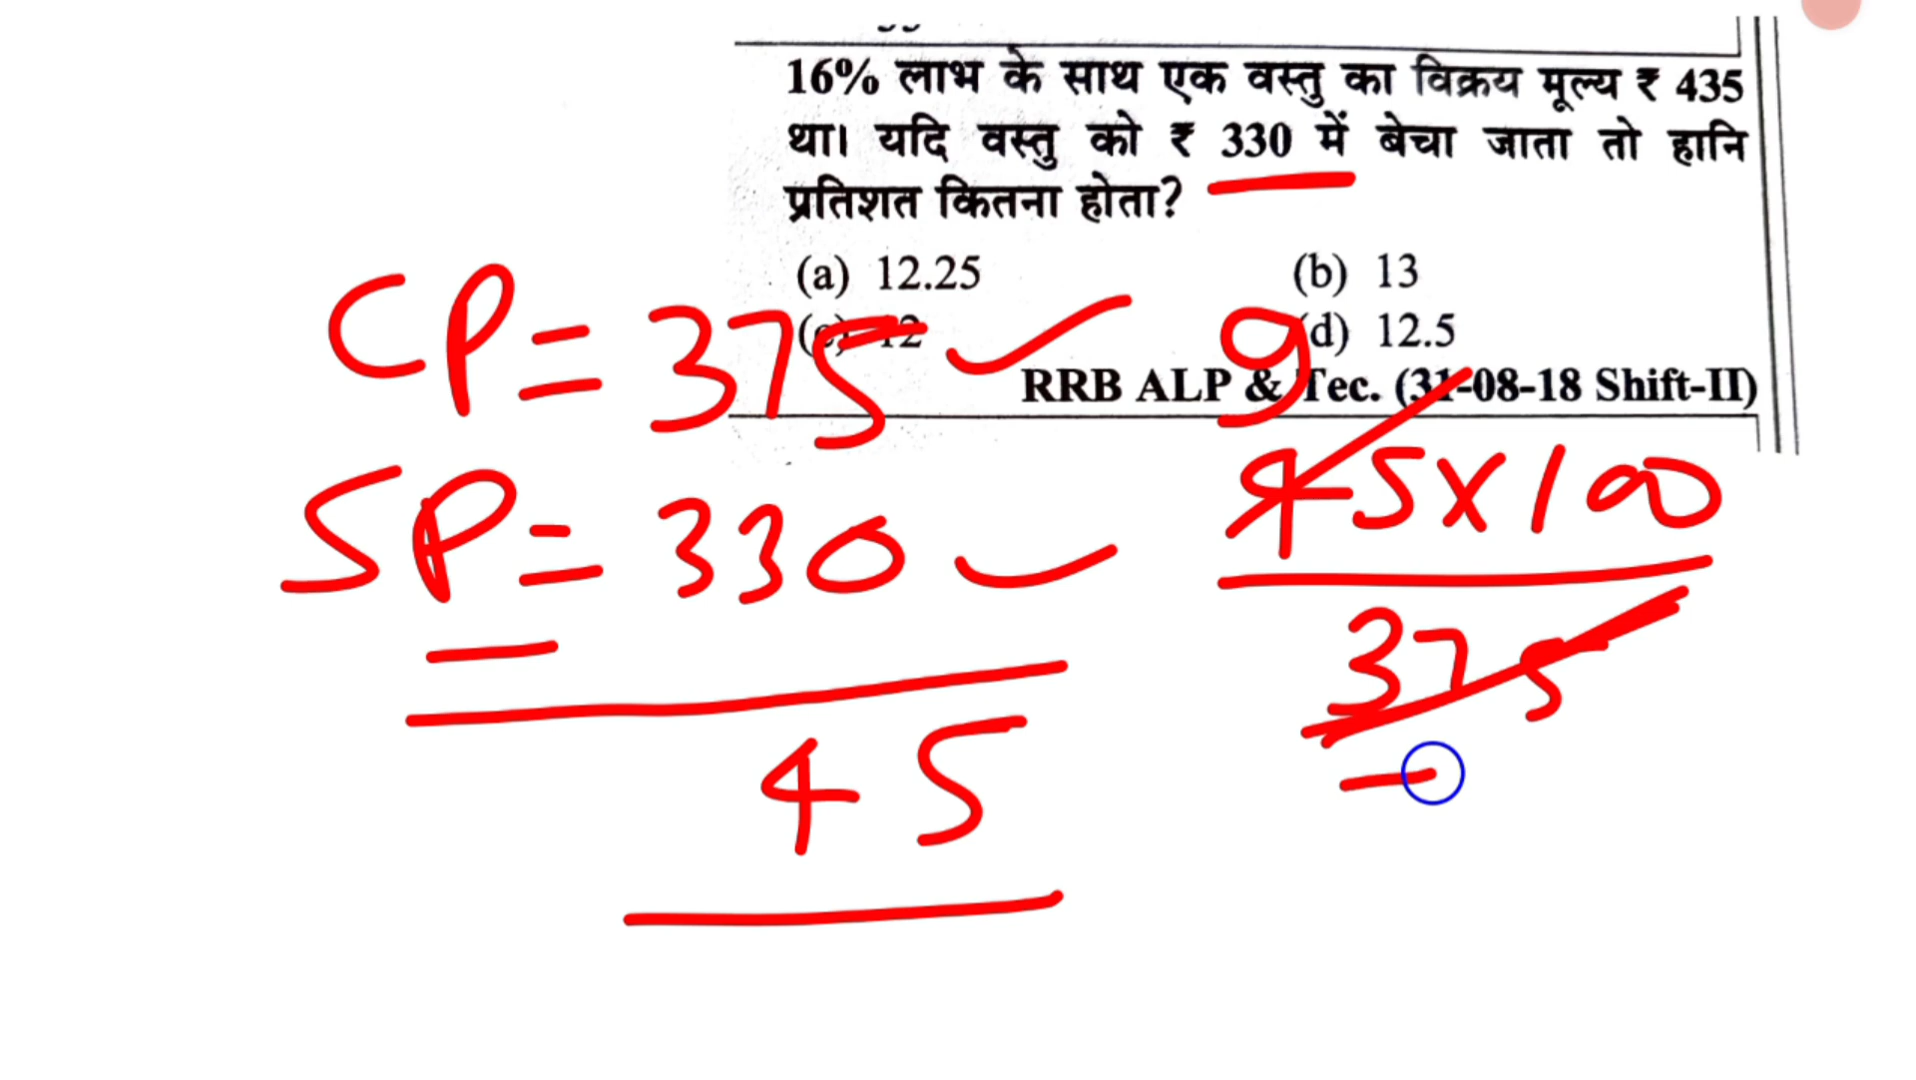 16% लाभ के साथ एक वस्तु का विक्रय मूल्य ₹ 435
था। यदि वस्तु को ₹ 330 में बेचा जाता तो हानि
प्रतिशत कितना होता?
(a) 12.25 (b) 13
(c) 12 (d) 12.5
RRB ALP & Tec. (31-08-18 Shift-II)
CP = 375
SP = 330
45
9
45 x 100
375